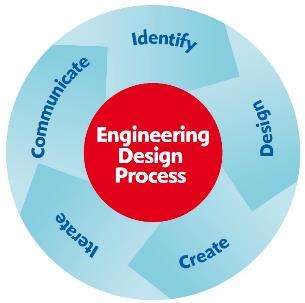 Identify
Design
Create
Iterate
Communicate
Engineering
Design
Process